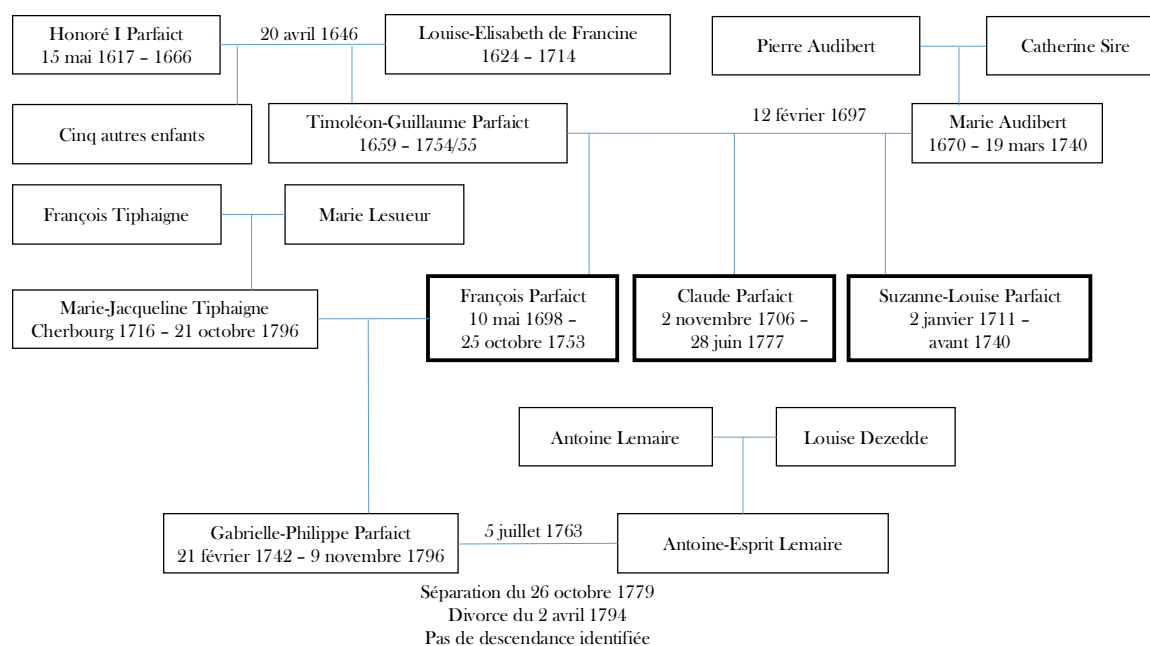 Honoré I Parfaict
15 mai 1617 – 1666
20 avril 1646
Louise-Elisabeth de Francine
1624 – 1714
Pierre Audibert
Catherine Sire
Cinq autres enfants
Timoléon-Guillaume Parfaict
1659 – 1754/55
12 février 1697
Marie Audibert
1670 – 19 mars 1740
François Tiphaigne
Marie Lesueur
Marie-Jacqueline Tiphaigne
Cherbourg 1716 – 21 octobre 1796
François Parfaict
10 mai 1698 –
25 octobre 1753
Claude Parfaict
2 novembre 1706 –
28 juin 1777
Suzanne-Louise Parfaict
2 janvier 1711 –
avant 1740
Antoine Lemaire
Louise Dezedde
Gabrielle-Philippe Parfaict
21 février 1742 – 9 novembre 1796
5 juillet 1763
Antoine-Esprit Lemaire
Séparation du 26 octobre 1779
Divorce du 2 avril 1794
Pas de descendance identifiée